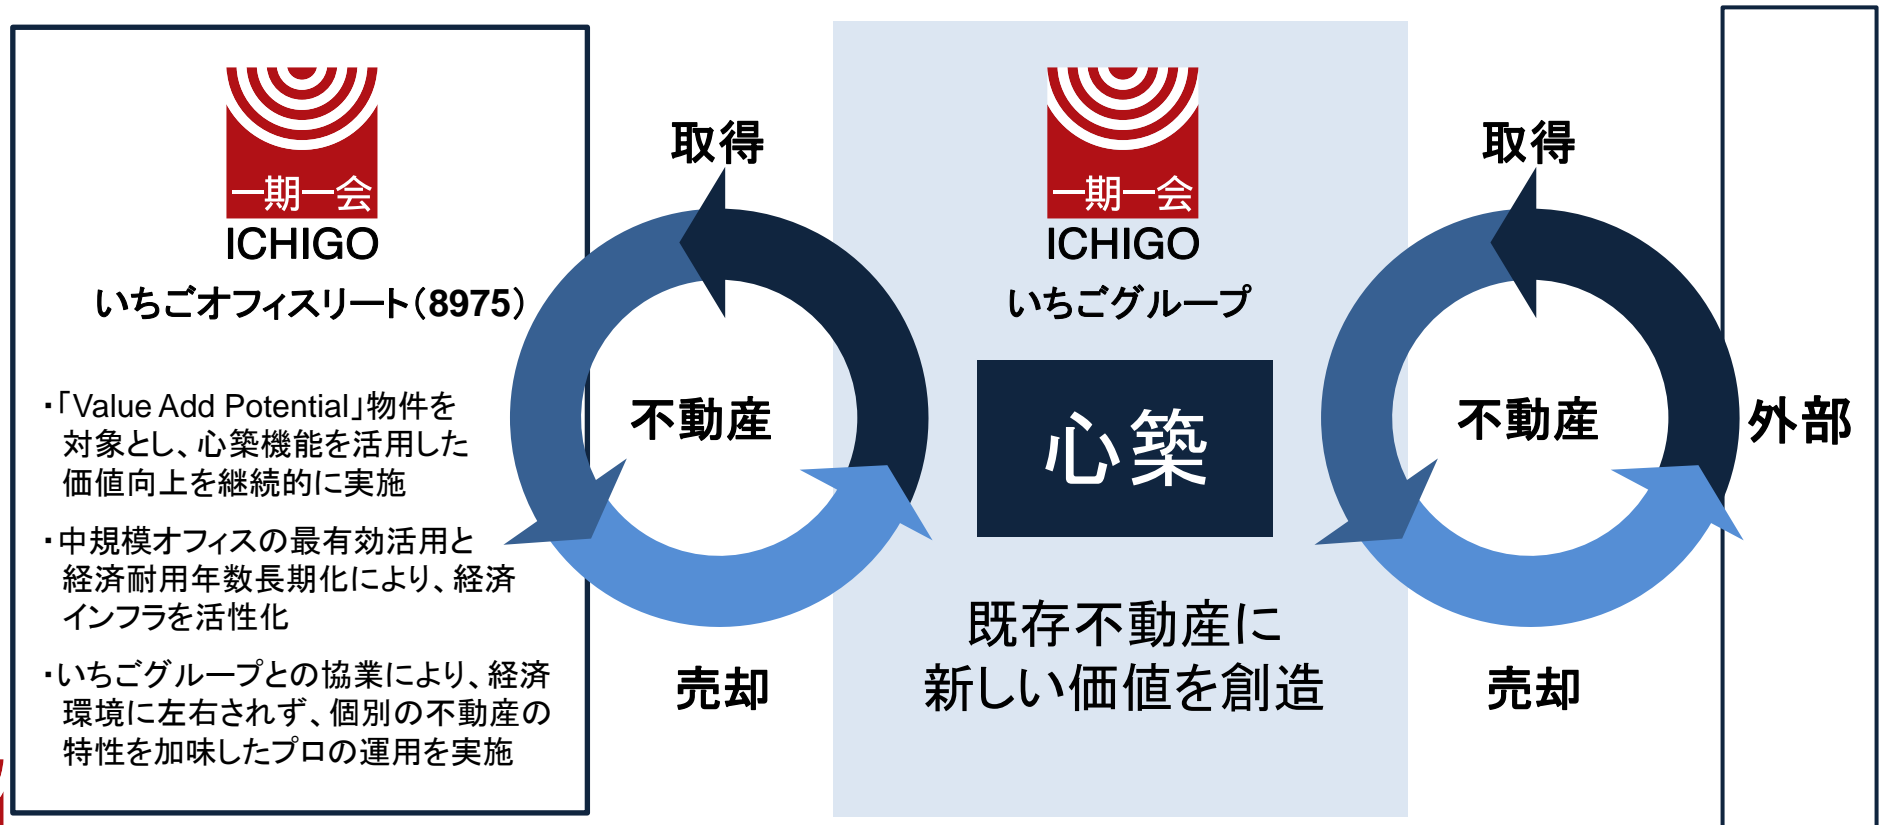 一期一会
ICHIGO
いちごオフィスリート（8975）
・「Value Add Potential」物件を
対象とし、心築機能を活用した
価値向上を継続的に実施
・中規模オフィスの最有効活用と
経済耐用年数長期化により、経済
インフラを活性化
・いちごグループとの協業により、経済
環境に左右されず、個別の不動産の
特性を加味したプロの運用を実施
取得
不動産
売却
一期一会
ICHIGO
いちごグループ
心築
既存不動産に
新しい価値を創造
取得
不動産
売却
外部